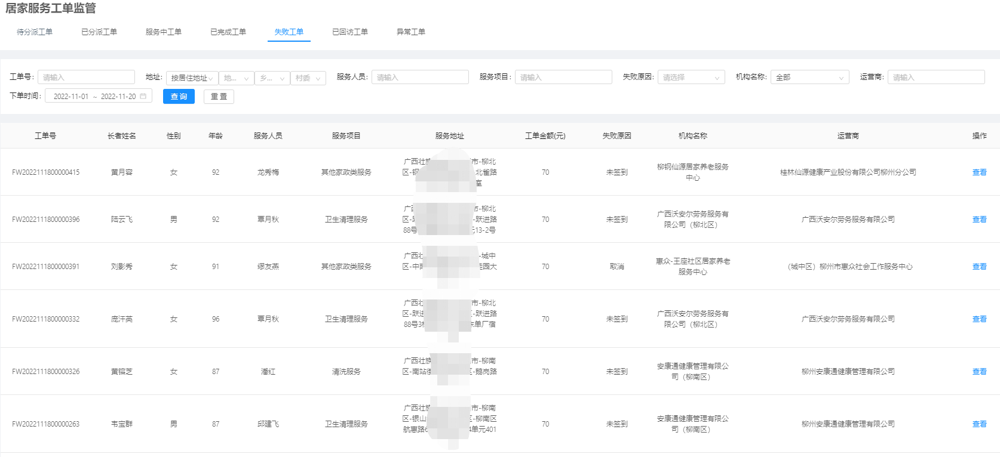 居家服务工单监管
待分派工单 已分派工单 服务中工单 已完成工单 失败工单 已回访工单 异常工单
工单号: 请输入 地址: 按居住地址 地... 乡... 村委 服务人员: 请输入 服务项目: 请输入 失败原因: 请选择 机构名称: 全部 运营商: 请输入
下单时间: 2022-11-01 ~ 2022-11-20 查 询 重 置
工单号 长者姓名 性别 年龄 服务人员 服务项目 服务地址 工单金额(元) 失败原因 机构名称 运营商 操作
广西壮族 市-柳北
柳钢仙源居家养老服务
FW2022111800000415 黄月容 女 92 龙秀梅 其他家政类服务 区- 北雀路 70 未签到 桂林仙源健康产业股份有限公司柳州分公司 查看
中心
室
广西 市-柳北
广西沃安尔劳务服务有
FW2022111800000396 陆云飞 男 92 覃月秋 卫生清理服务 区- -跃进路 70 未签到 广西沃安尔劳务服务有限公司 查看
限公司（柳北区）
88号 元13-2号
广西壮 -城中
惠众-王座社区居家养老
FW2022111800000391 刘影秀 女 91 缪友燕 其他家政类服务 区-中南 佳园大 70 取消 （城中区）柳州市惠众社会工作服务中心 查看
服务中心
广西壮 市-柳北
广西沃安尔劳务服务有
区-跃进 区-跃进路
FW2022111800000332 庞汗英 女 96 覃月秋 卫生清理服务 70 未签到 广西沃安尔劳务服务有限公司 查看
88号3 床单厂宿 限公司（柳北区）
广西壮族 市-柳南
安康通健康管理有限公
FW2022111800000326 黄镕芝 女 87 潘红 清洗服务 区-南站街 区-鹅岗路 70 未签到 柳州安康通健康管理有限公司 查看
司（柳南区）
广西壮族 市-柳南
安康通健康管理有限公
区-银山 区-柳南区
FW2022111800000263 韦宝群 男 87 邱建飞 卫生清理服务 70 未签到 柳州安康通健康管理有限公司 查看
航惠路6 4单元401 司（柳南区）